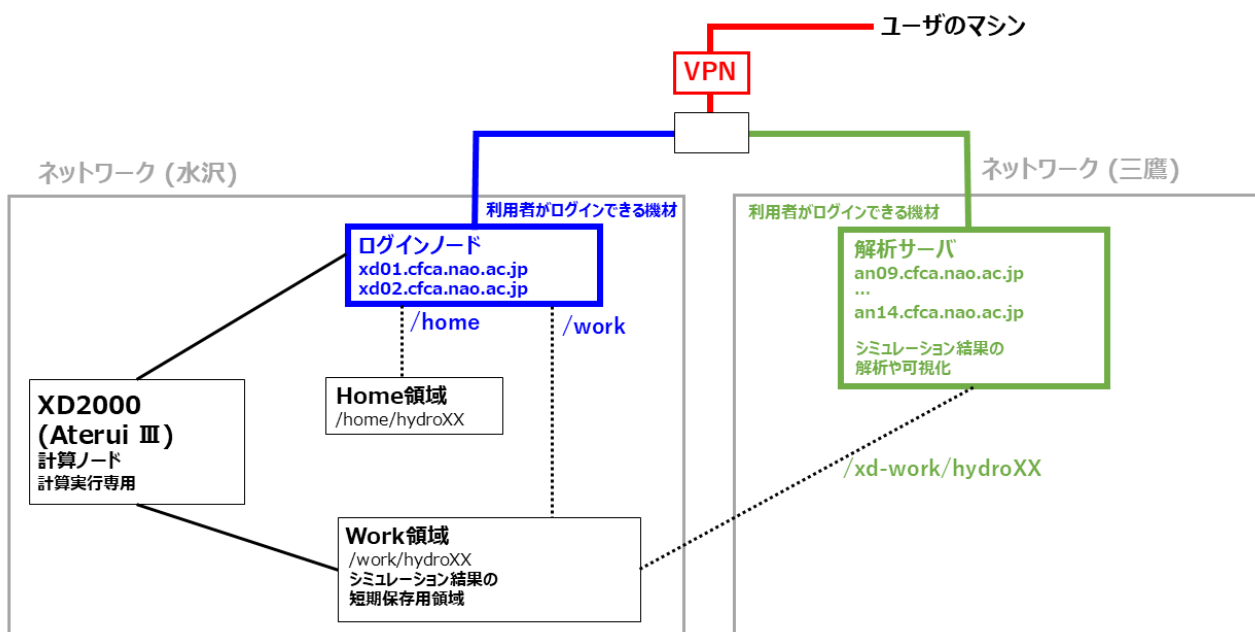 ユーザのマシン
VPN
ネットワーク (水沢)
ネットワーク (三鷹)
利用者がログインできる機材
ログインノード
xd01.cfca.nao.ac.jp
xd02.cfca.nao.ac.jp
/home
/work
Home領域
/home/hydroXX
XD2000
(Aterui Ⅲ)
計算ノード
計算実行専用
Work領域
/work/hydroXX
シミュレーション結果の
短期保存用領域
利用者がログインできる機材
解析サーバ
an09.cfca.nao.ac.jp
...
an14.cfca.nao.ac.jp
シミュレーション結果の
解析や可視化
/xd-work/hydroXX